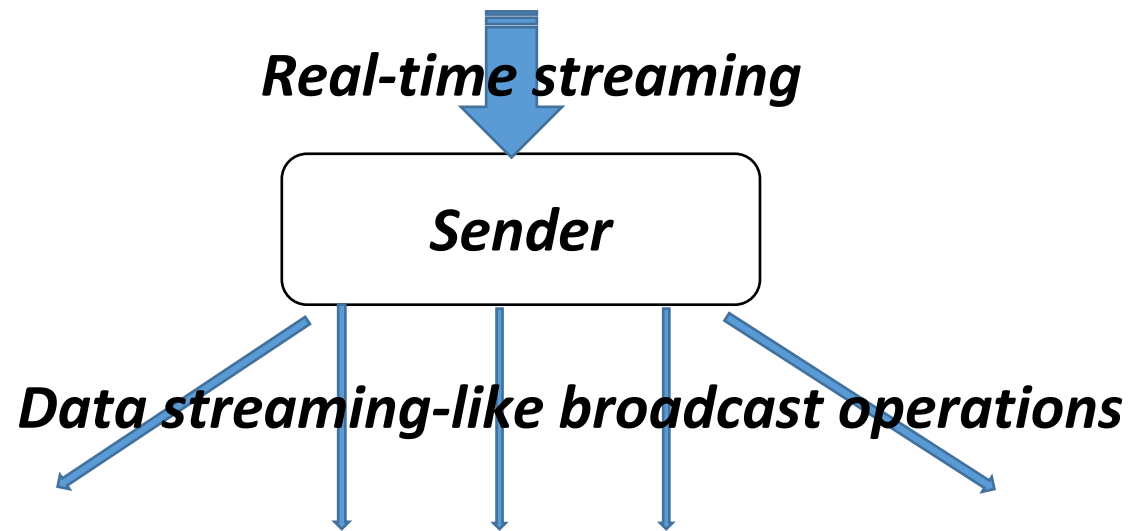 Real-time streaming
Sender
Data streaming-like broadcast operations